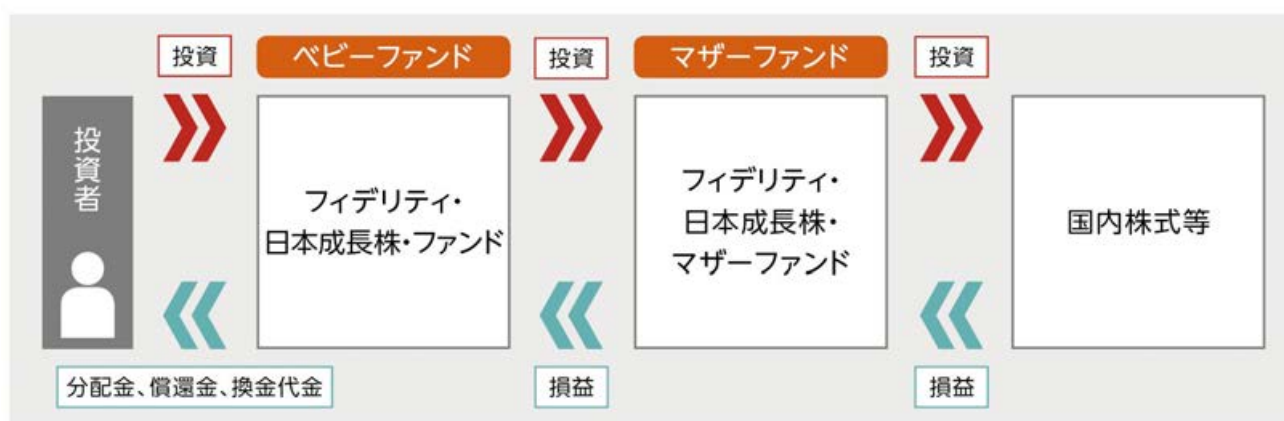 投資
ベビーファンド
投資
マザーファンド
投資
投資者
フィデリティ・
日本成長株・ファンド
フィデリティ・
日本成長株・
マザーファンド
国内株式等
分配金、償還金、換金代金
損益
損益